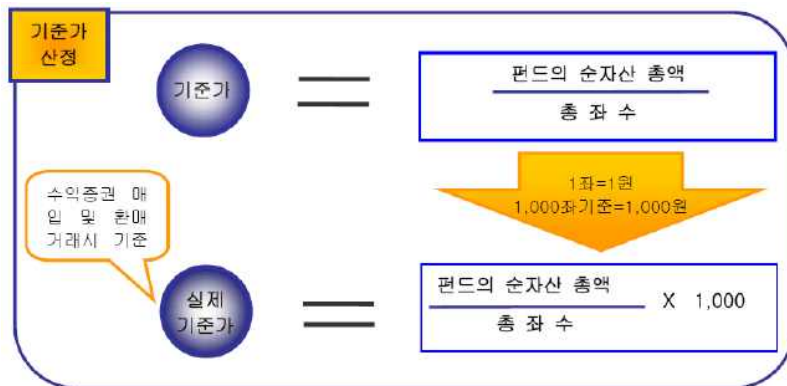 기준가
산정
기준가
펀드의 순자산 총액
총 좌 수
1좌=1원
1,000좌기준=1,000원
수익증권 매
입 및 환매
거래시 기준
실제
기준가
펀드의 순자산 총액
총 좌 수
X 1,000